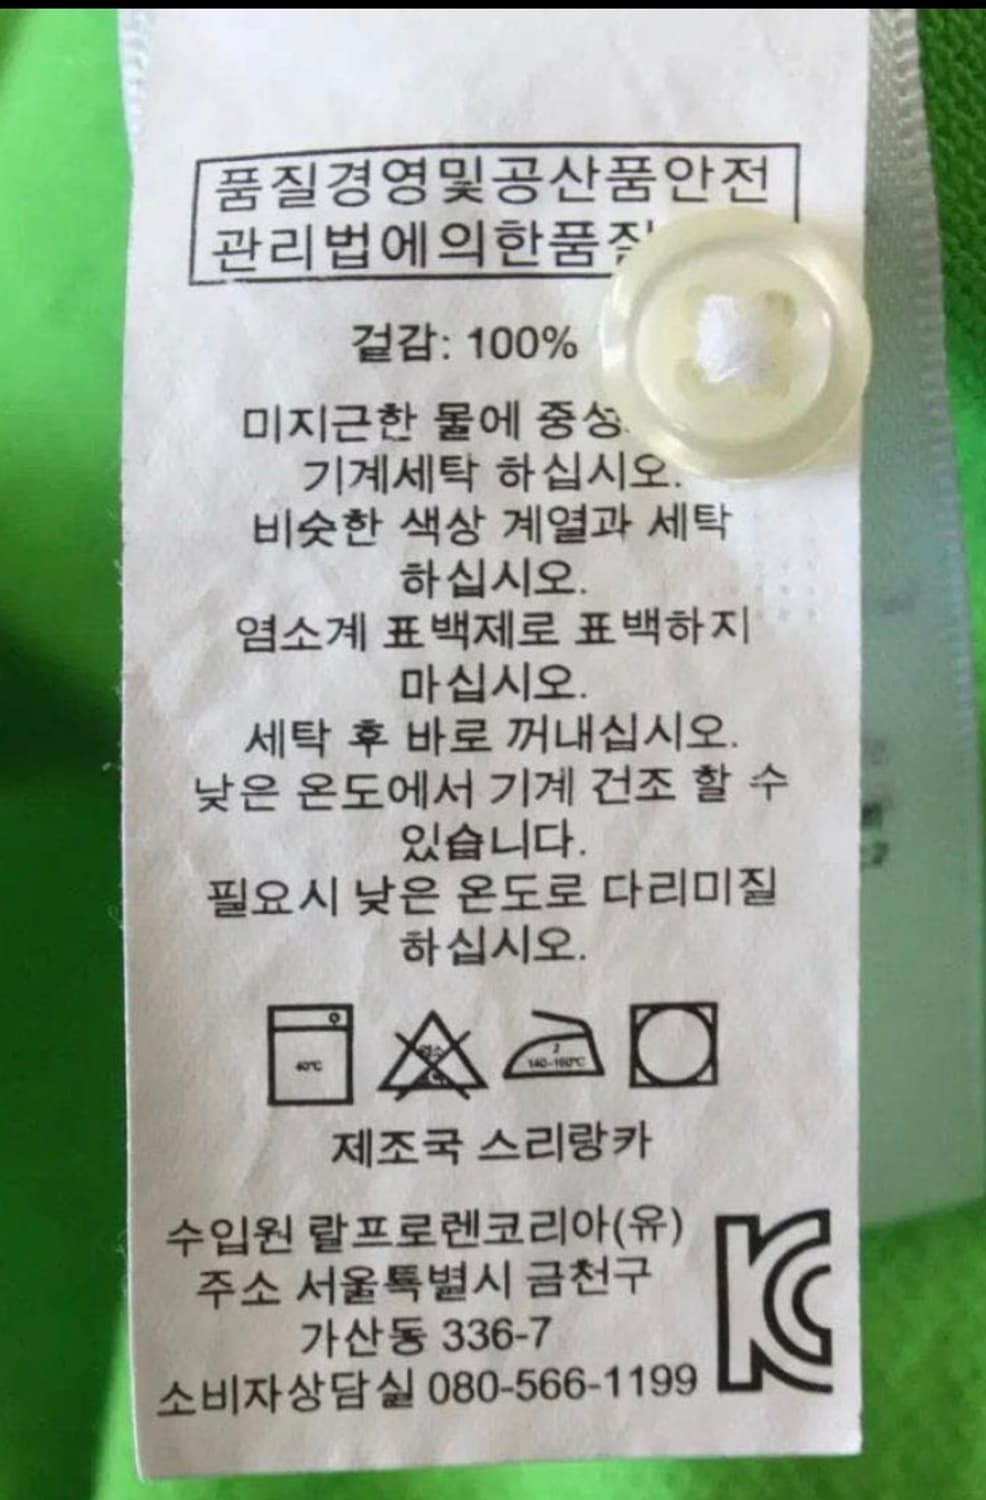 품질경영및공산품안전
관리법에의한품질
겉감: 100%
미지근한 물에
기계세탁 하십시오.
비슷한 색상 계열과 세탁
하십시오.
염소계 표백제로 표백하지
마십시오.
세탁 후 바로 꺼내십시오.
낮은 온도에서 기계 건조 할 수
있습니다.
필요시 낮은 온도로 다리미질
하십시오.
40℃
염소
2
140-160℃
제조국 스리랑카
수입원 랄프로렌코리아(유)
주소 서울특별시 금천구
가산동 336-7
소비자상담실 080-566-1199
KC